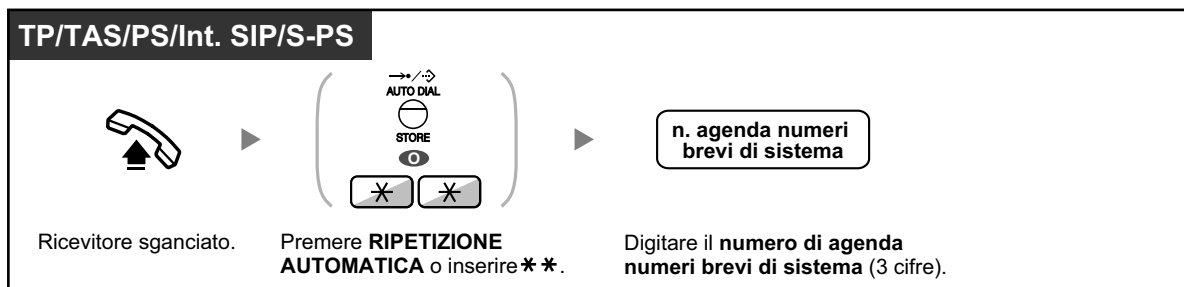 TP/TAS/PS/Int. SIP/S-PS
AUTO DIAL
STORE
O
n. agenda numeri
brevi di sistema
Ricevitore sganciato.
Premere RIPETIZIONE
AUTOMATICA o inserire * * .
Digitare il numero di agenda
numeri brevi di sistema (3 cifre).